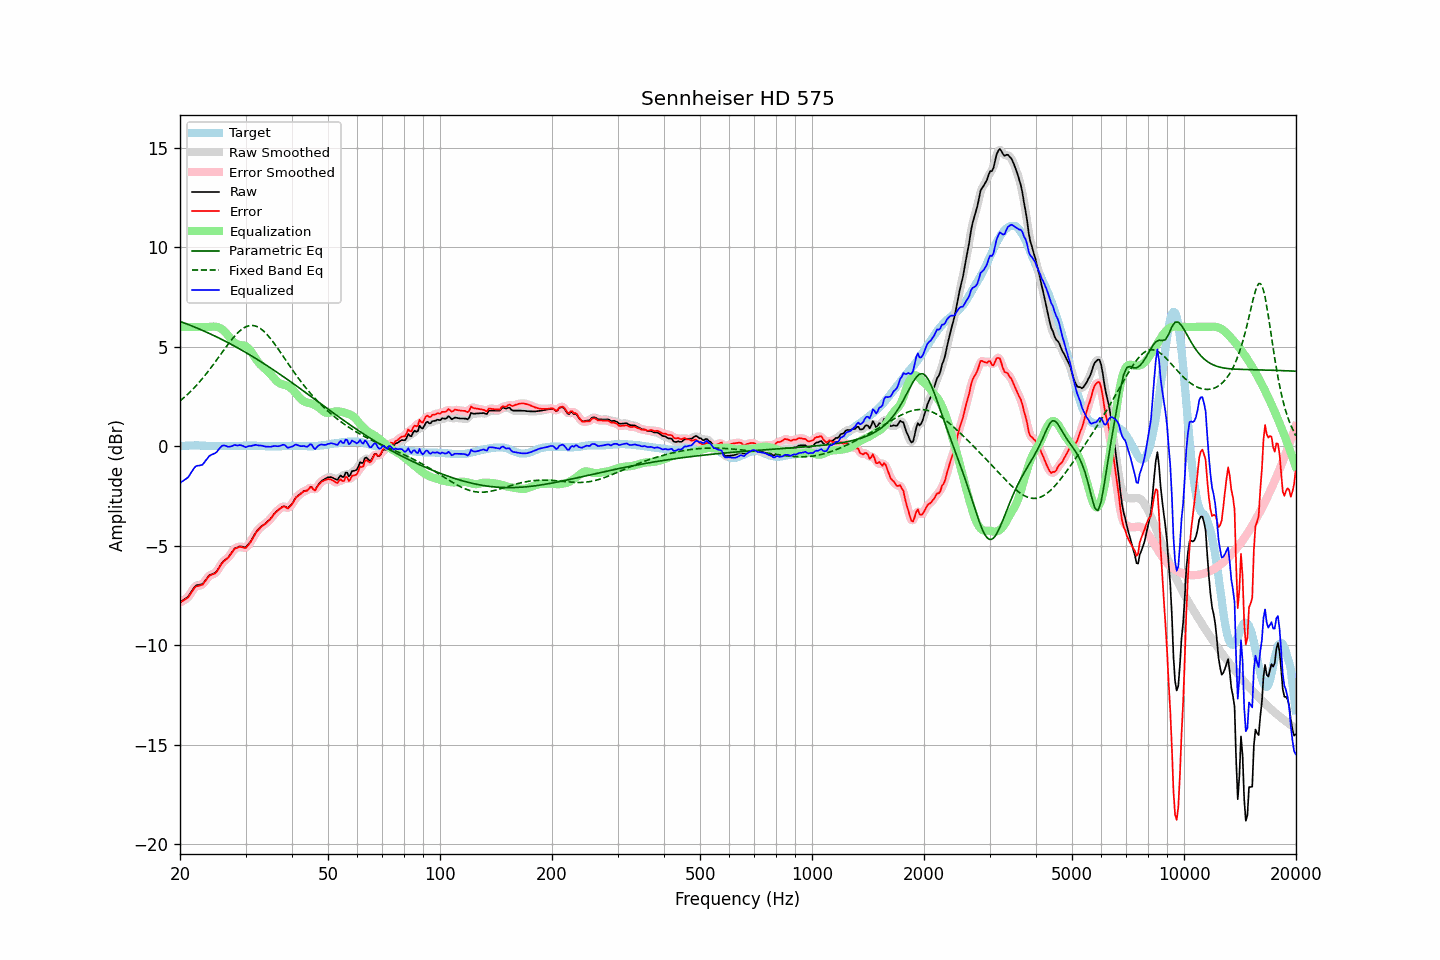 Sennheiser HD 575
Target
Raw Smoothed
Error Smoothed
Raw
Error
Equalization
Parametric Eq
Fixed Band Eq
Equalized
15
10
5
0
−5
−10
−15
−20
Amplitude (dBr)
20 50 100 200 500 1000 2000 5000 10000 20000
Frequency (Hz)